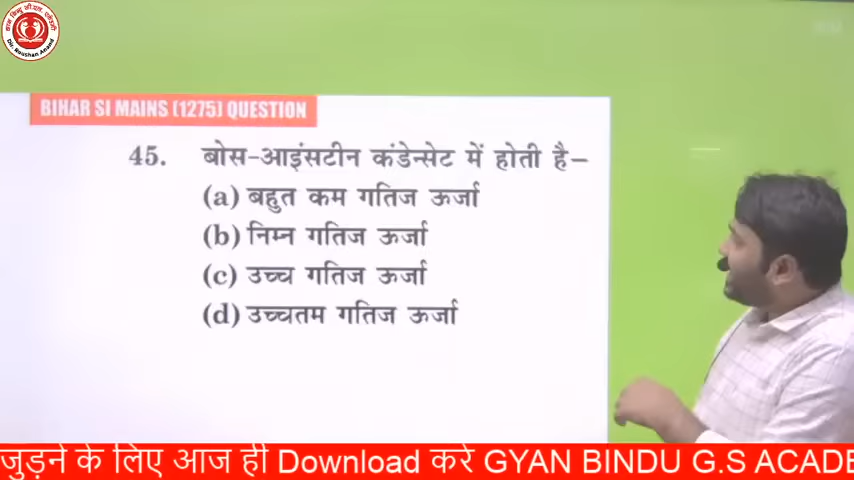 BIHAR SI MAINS (1275) QUESTION
45. बोस-आइंसटीन कंडेन्सेट में होती है–
(a) बहुत कम गतिज ऊर्जा
(b) निम्न गतिज ऊर्जा
(c) उच्च गतिज ऊर्जा
(d) उच्चतम गतिज ऊर्जा
जुड़ने के लिए आज ही Download करे GYAN BINDU G.S ACADE